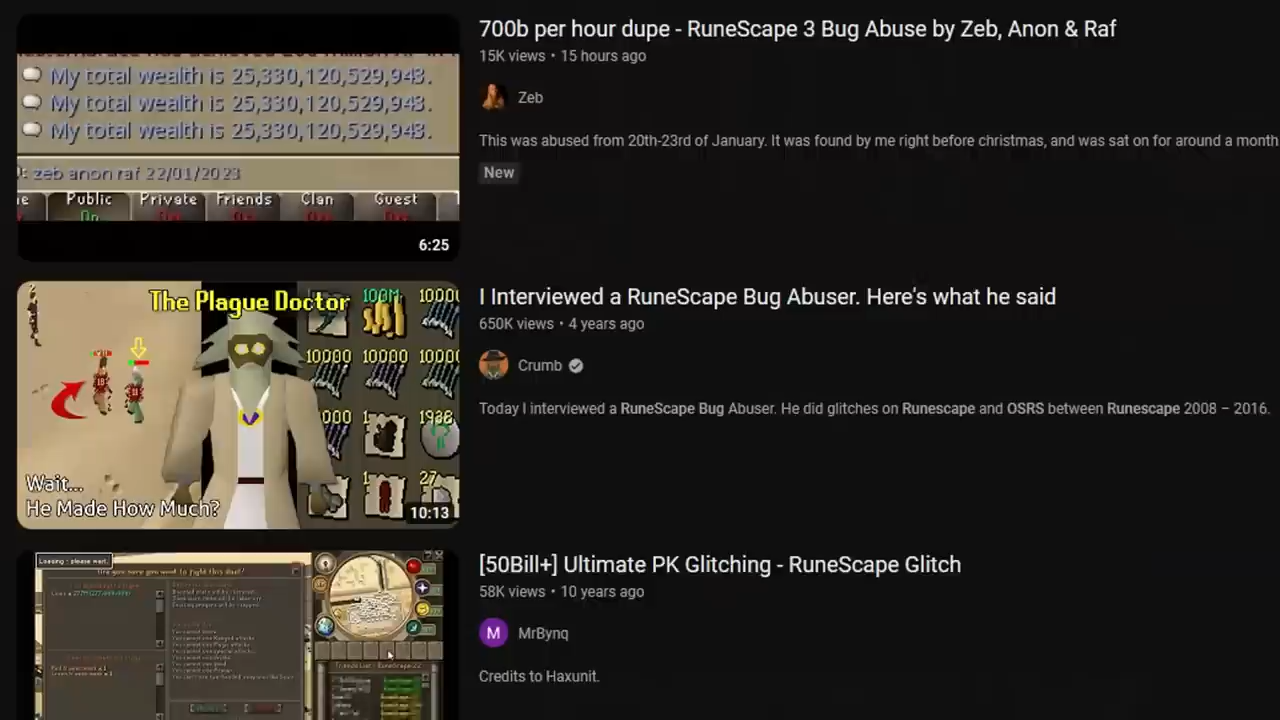 700b per hour dupe - RuneScape 3 Bug Abuse by Zeb, Anon & Raf
15K views • 15 hours ago
Zeb
This was abused from 20th-23rd of January. It was found by me right before christmas, and was sat on for around a month
New
My total wealth is 25,330,120,529,943.
My total wealth is 25,330,120,529,943.
My total wealth is 25,330,120,529,943.
zeb anon raf 22/01/2023
Public Private Friends Clan Guest
On
6:25
I Interviewed a RuneScape Bug Abuser. Here's what he said
650K views • 4 years ago
Crumb
Today I interviewed a RuneScape Bug Abuser. He did glitches on Runescape and OSRS between Runescape 2008 – 2016.
The Plague Doctor
100M
10000 10000
1938
27
Wait...
He Made How Much?
10:13
[50Bill+] Ultimate PK Glitching - RuneScape Glitch
58K views • 10 years ago
M
MrBynq
Credits to Haxunit.
Loading - please wait.